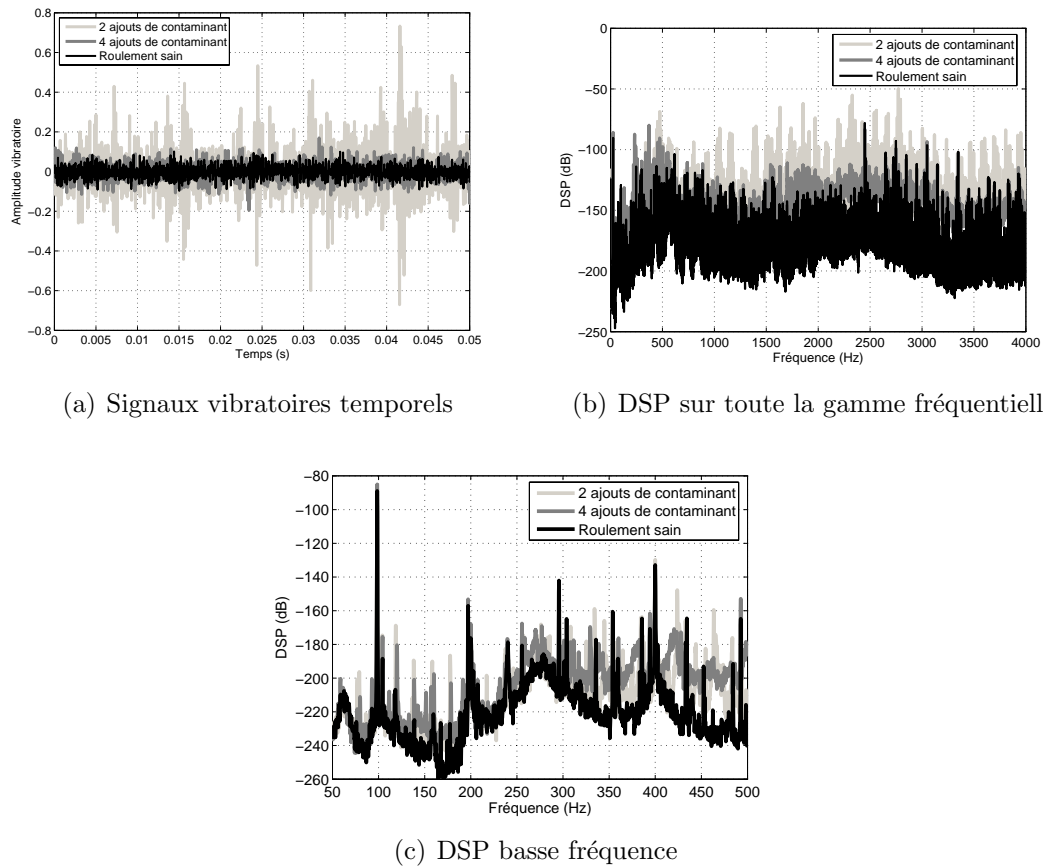 0.8
0.6
0.4
0.2
0
−0.2
−0.4
−0.6
−0.8
Amplitude vibratoire
2 ajouts de contaminant
4 ajouts de contaminant
Roulement sain
0 0.005 0.01 0.015 0.02 0.025 0.03 0.035 0.04 0.045 0.05
Temps (s)
(a) Signaux vibratoires temporels
0
−50
−100
−150
−200
−250
DSP (dB)
2 ajouts de contaminant
4 ajouts de contaminant
Roulement sain
0 500 1000 1500 2000 2500 3000 3500 4000
Fréquence (Hz)
(b) DSP sur toute la gamme fréquentiell
−80
−100
−120
−140
−160
−180
−200
−220
−240
−260
DSP (dB)
2 ajouts de contaminant
4 ajouts de contaminant
Roulement sain
50 100 150 200 250 300 350 400 450 500
Fréquence (Hz)
(c) DSP basse fréquence